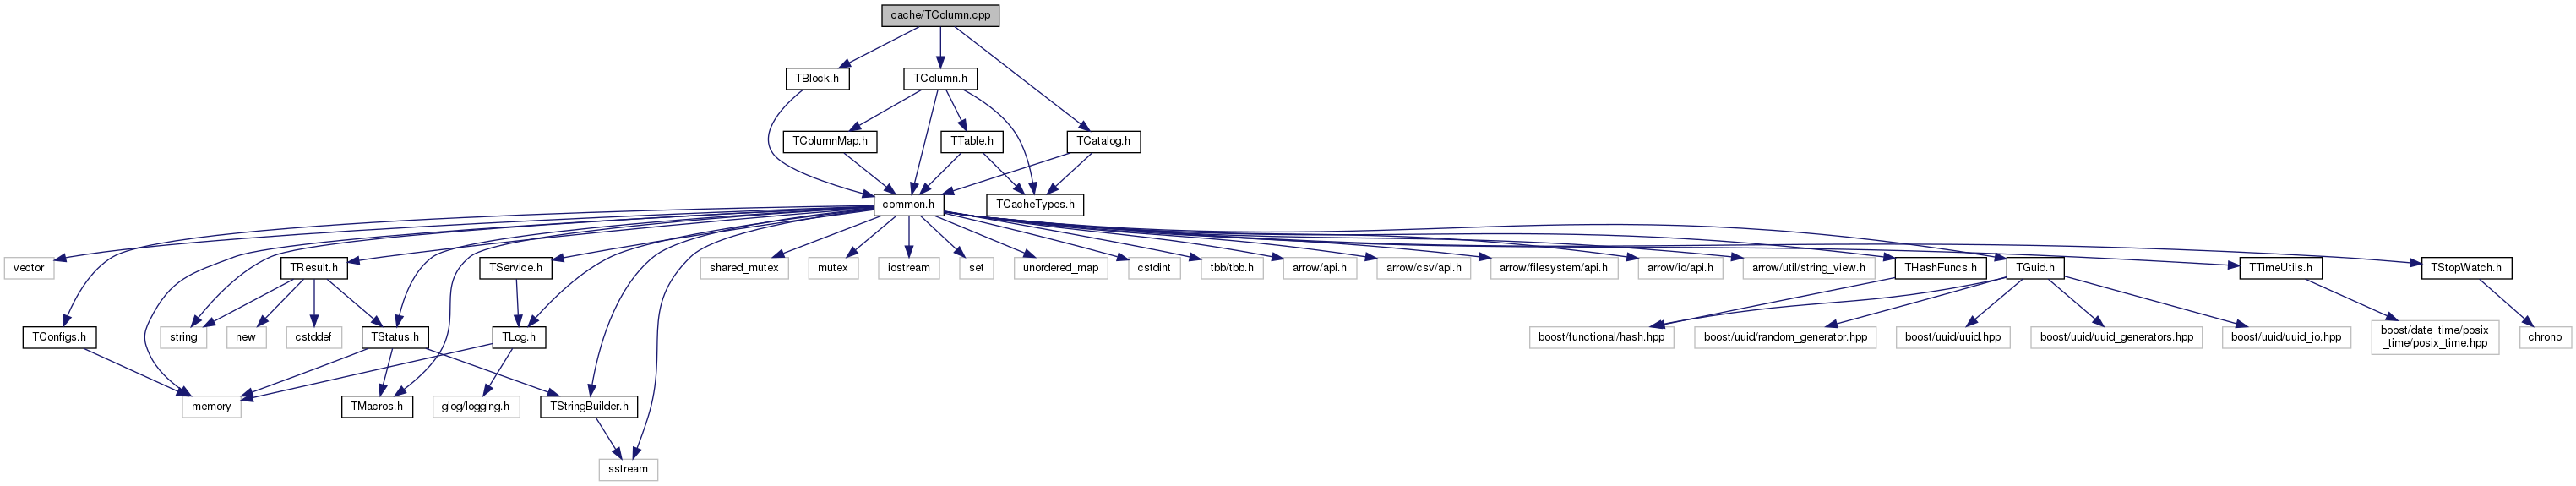 cache/TColumn.cpp
TBlock.h
TColumn.h
TColumnMap.h
TTable.h
TCatalog.h
common.h
TCacheTypes.h
vector
TResult.h
TService.h
shared_mutex
mutex
iostream
set
unordered_map
cstdint
tbb/tbb.h
arrow/api.h
arrow/csv/api.h
arrow/filesystem/api.h
arrow/io/api.h
arrow/util/string_view.h
THashFuncs.h
TGuid.h
TTimeUtils.h
TStopWatch.h
TConfigs.h
string
new
cstddef
TStatus.h
TLog.h
boost/functional/hash.hpp
boost/uuid/random_generator.hpp
boost/uuid/uuid.hpp
boost/uuid/uuid_generators.hpp
boost/uuid/uuid_io.hpp
boost/date_time/posix
_time/posix_time.hpp
chrono
memory
TMacros.h
glog/logging.h
TStringBuilder.h
sstream